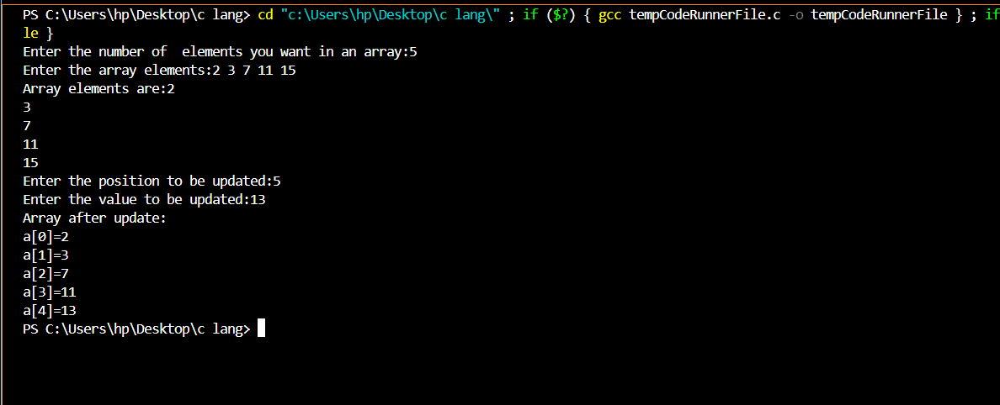 PS C:\Users\hp\Desktop\c lang> cd "c:\Users\hp\Desktop\c lang\" ; if ($?) { gcc tempCodeRunnerFile.c -o tempCodeRunnerFile } ; if
le }
Enter the number of  elements you want in an array:5
Enter the array elements:2 3 7 11 15
Array elements are:2
3
7
11
15
Enter the position to be updated:5
Enter the value to be updated:13
Array after update:
a[0]=2
a[1]=3
a[2]=7
a[3]=11
a[4]=13
PS C:\Users\hp\Desktop\c lang>